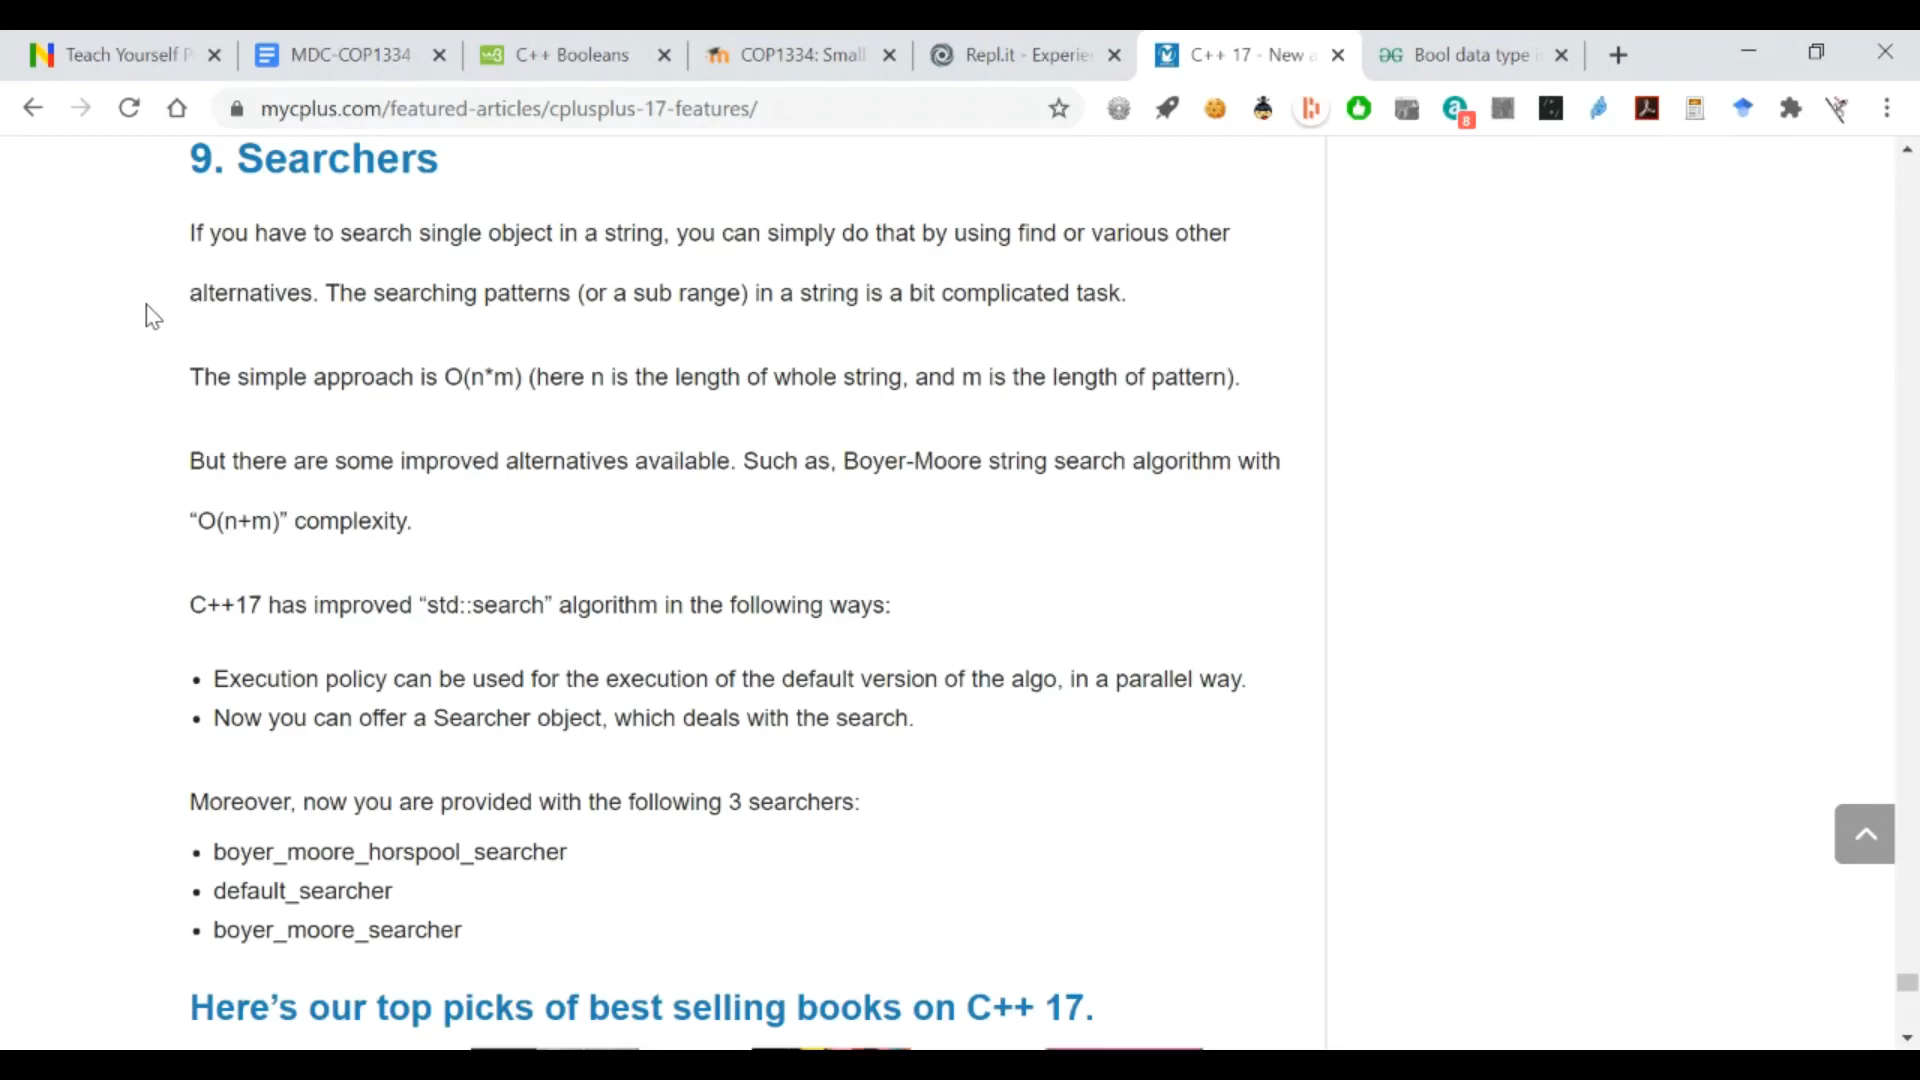 Teach Yourself P
MDC-COP1334
C++ Booleans
COP1334: Small
Repl.it - Experie
C++ 17 - New a
Bool data type i
mycplus.com/featured-articles/cplusplus-17-features/
8
9. Searchers
If you have to search single object in a string, you can simply do that by using find or various other
alternatives. The searching patterns (or a sub range) in a string is a bit complicated task.
The simple approach is O(n*m) (here n is the length of whole string, and m is the length of pattern).
But there are some improved alternatives available. Such as, Boyer-Moore string search algorithm with
“O(n+m)” complexity.
C++17 has improved “std::search” algorithm in the following ways:
• Execution policy can be used for the execution of the default version of the algo, in a parallel way.
• Now you can offer a Searcher object, which deals with the search.
Moreover, now you are provided with the following 3 searchers:
• boyer_moore_horspool_searcher
• default_searcher
• boyer_moore_searcher
Here’s our top picks of best selling books on C++ 17.